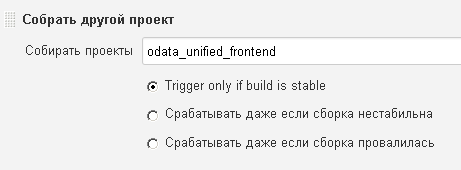 Собрать другой проект
Собирать проекты odata_unified_frontend
Trigger only if build is stable
Срабатывать даже если сборка нестабильна
Срабатывать даже если сборка провалилась